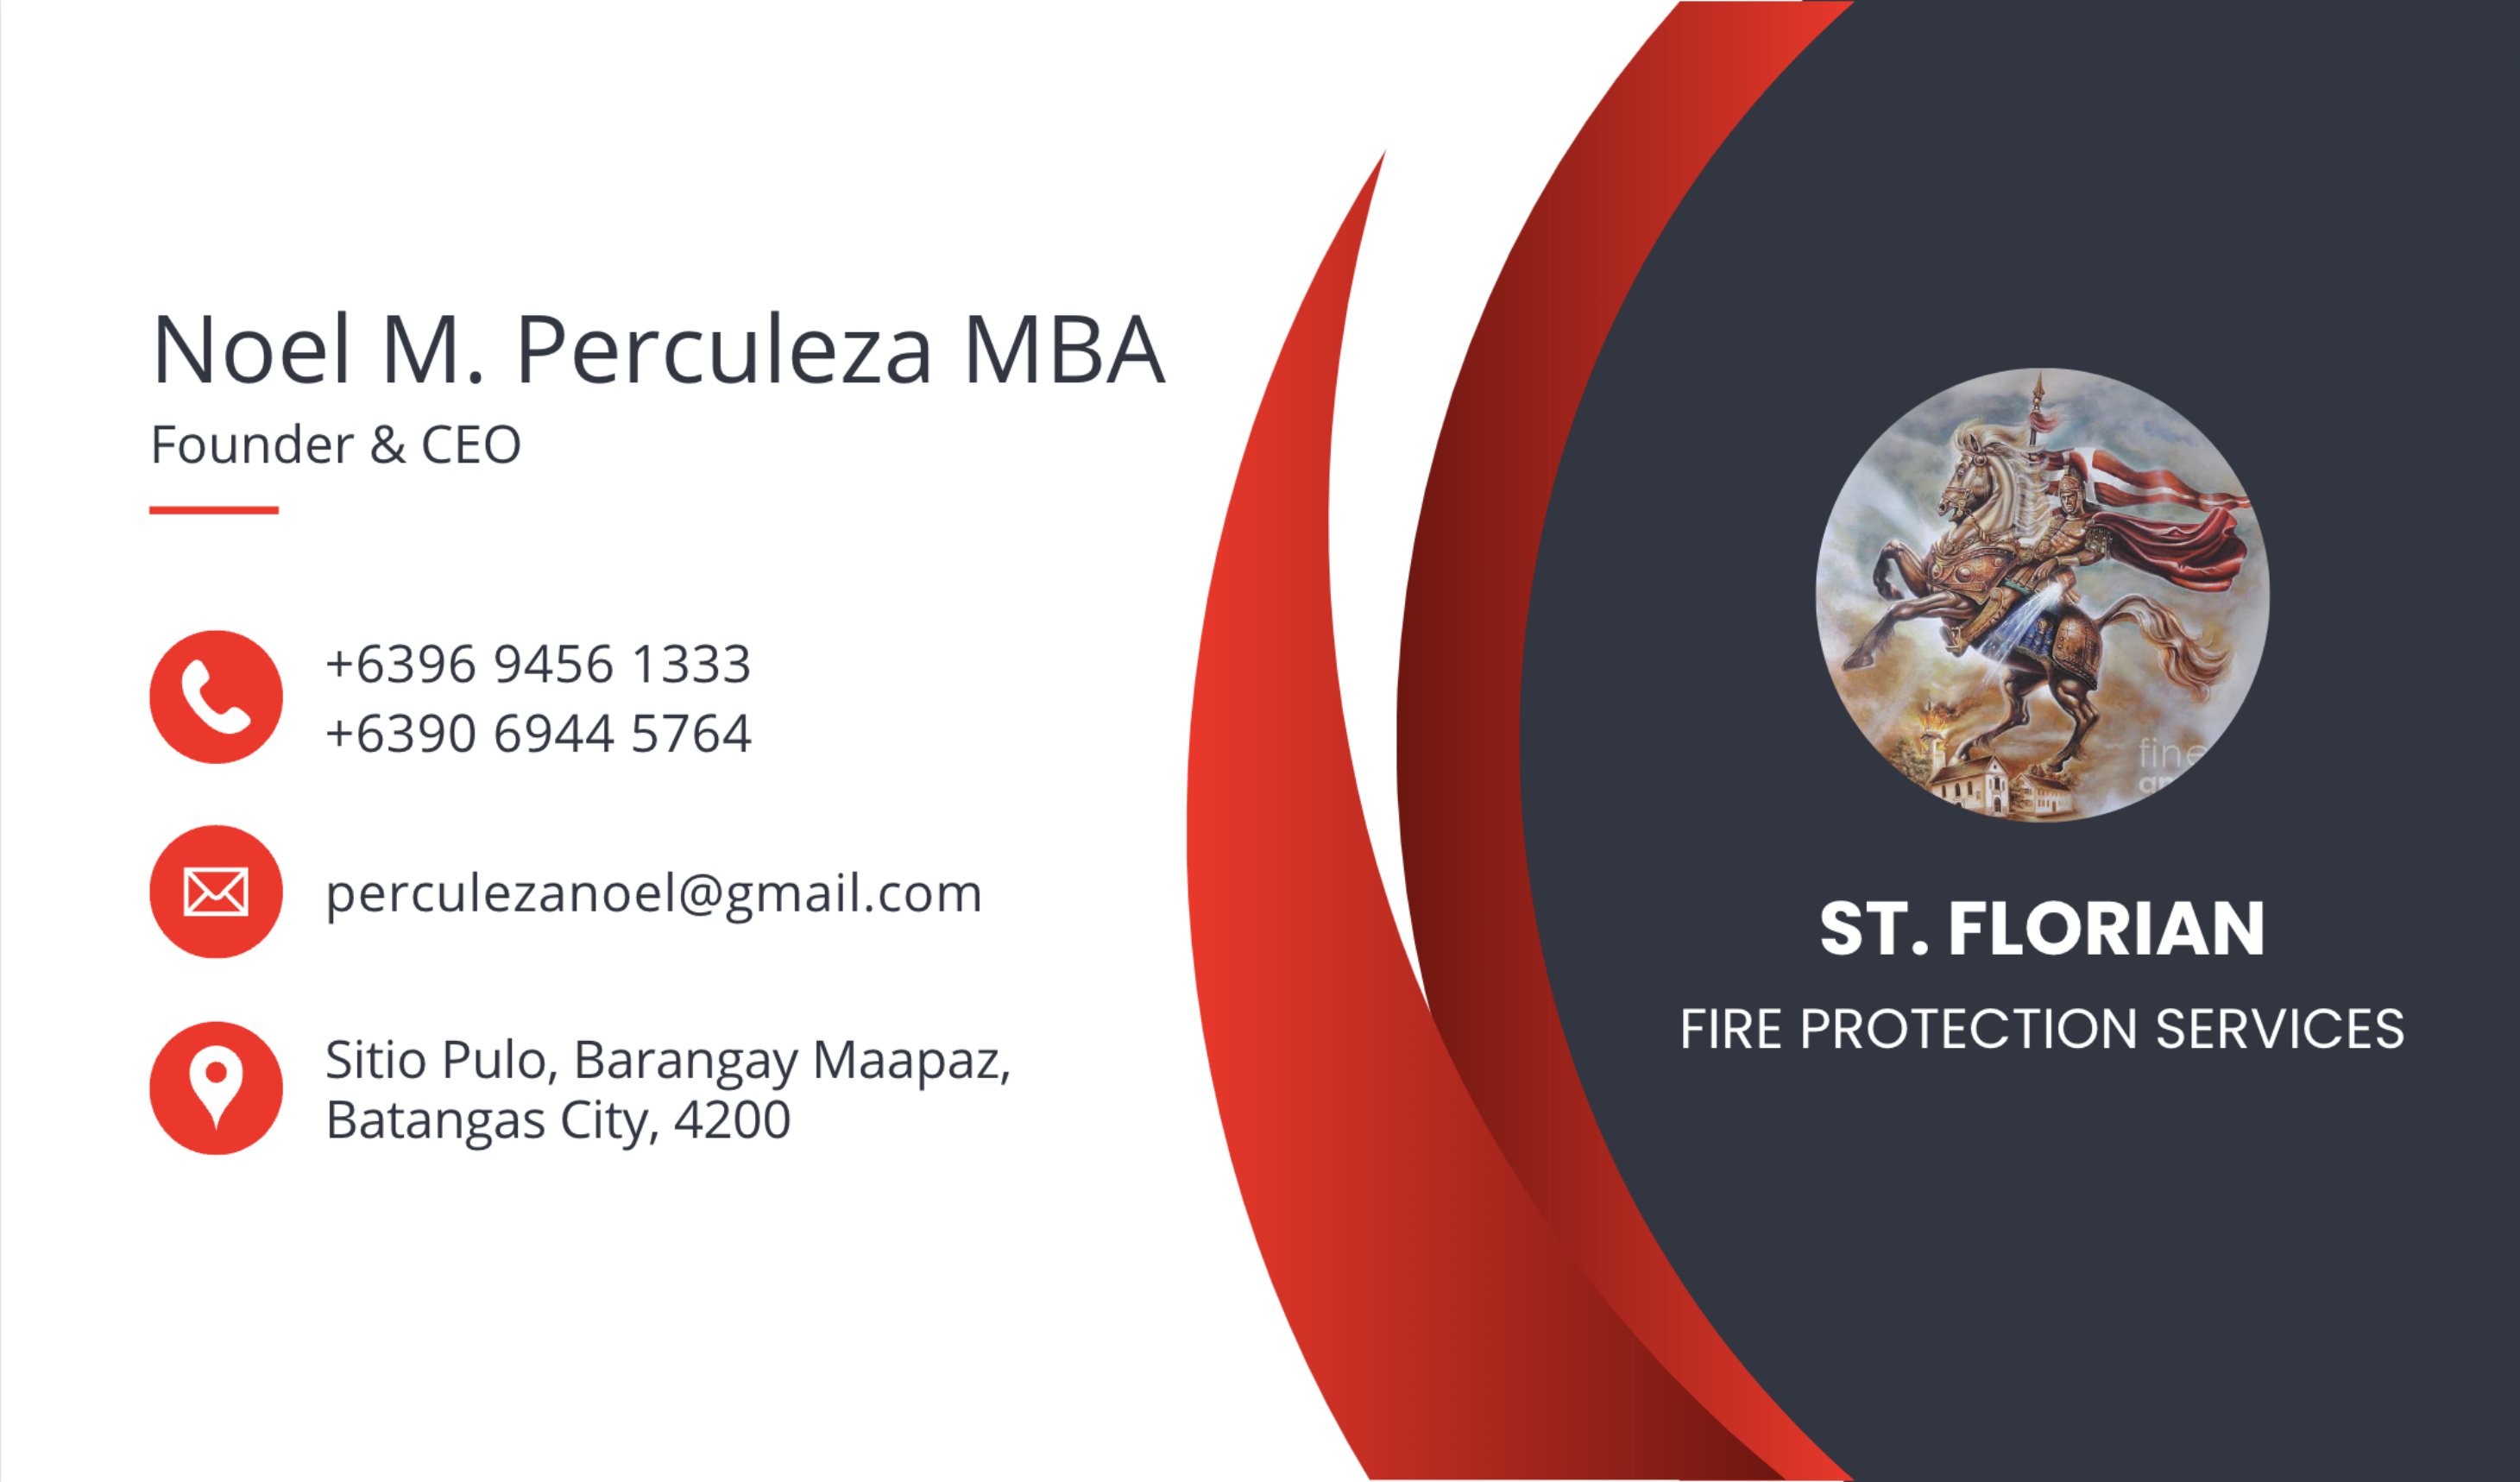 Noel M. Perculeza MBA
Founder & CEO
+6396 9456 1333
+6390 6944 5764
perculezanoel@gmail.com
Sitio Pulo, Barangay Maapaz,
Batangas City, 4200
fine
ST. FLORIAN
FIRE PROTECTION SERVICES